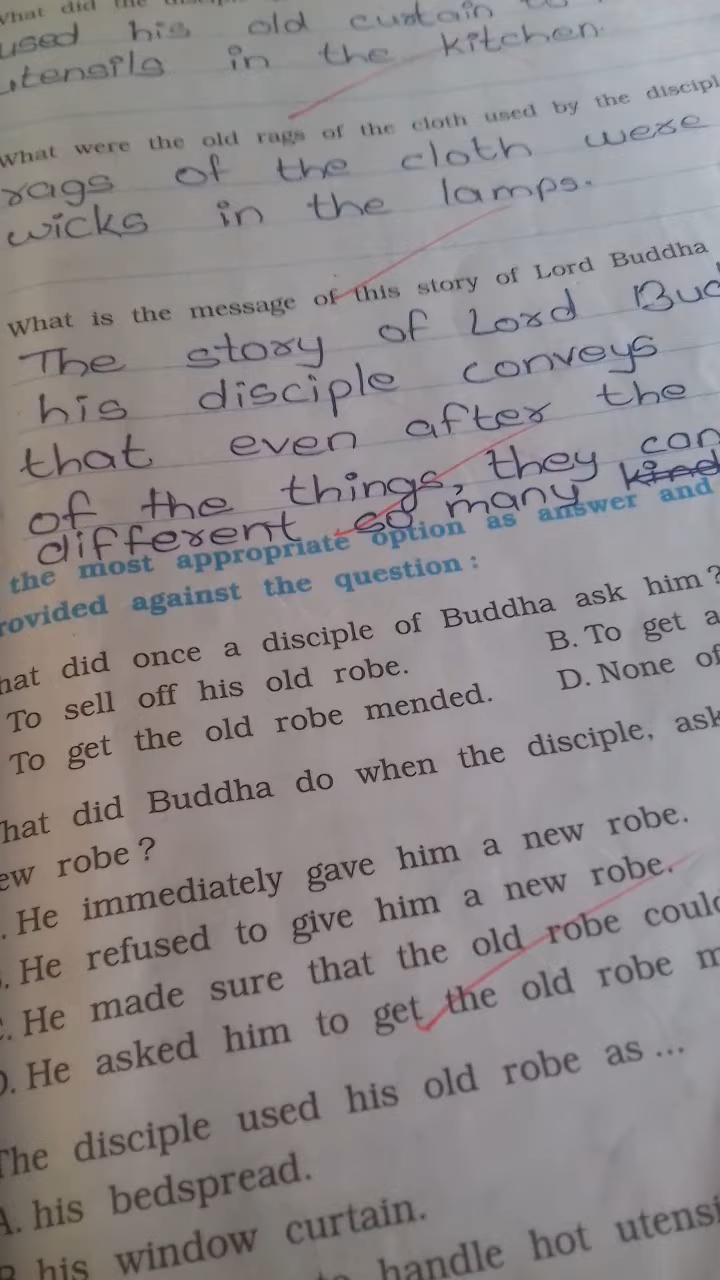 What did the
used his old curtain
utensils in the kitchen.
What were the old rags of the cloth used by the discipl
rags of the cloth were
wicks in the lamps.
What is the message of this story of Lord Buddha
The story of Lord Bud
his disciple conveys
that even after the
of the things, they can
different so many kind
the most appropriate option as answer and
rovided against the question :
hat did once a disciple of Buddha ask him ?
To sell off his old robe. B. To get a
To get the old robe mended. D. None of
hat did Buddha do when the disciple, ask
ew robe ?
. He immediately gave him a new robe.
. He refused to give him a new robe.
. He made sure that the old robe could
. He asked him to get the old robe m
The disciple used his old robe as ...
A. his bedspread.
B his window curtain.
handle hot utensi